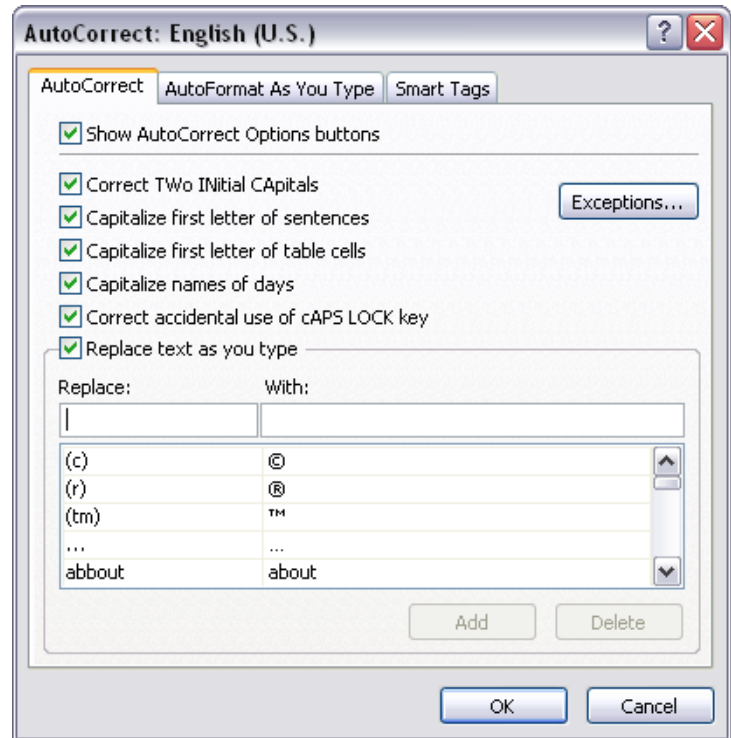 AutoCorrect: English (U.S.)
AutoCorrect AutoFormat As You Type Smart Tags
Show AutoCorrect Options buttons
Correct TWo INitial CApitals
Exceptions...
Capitalize first letter of sentences
Capitalize first letter of table cells
Capitalize names of days
Correct accidental use of cAPS LOCK key
Replace text as you type
Replace: With:
(c) ©
(r) ®
(tm) ™
... …
abbout about
Add Delete
OK Cancel